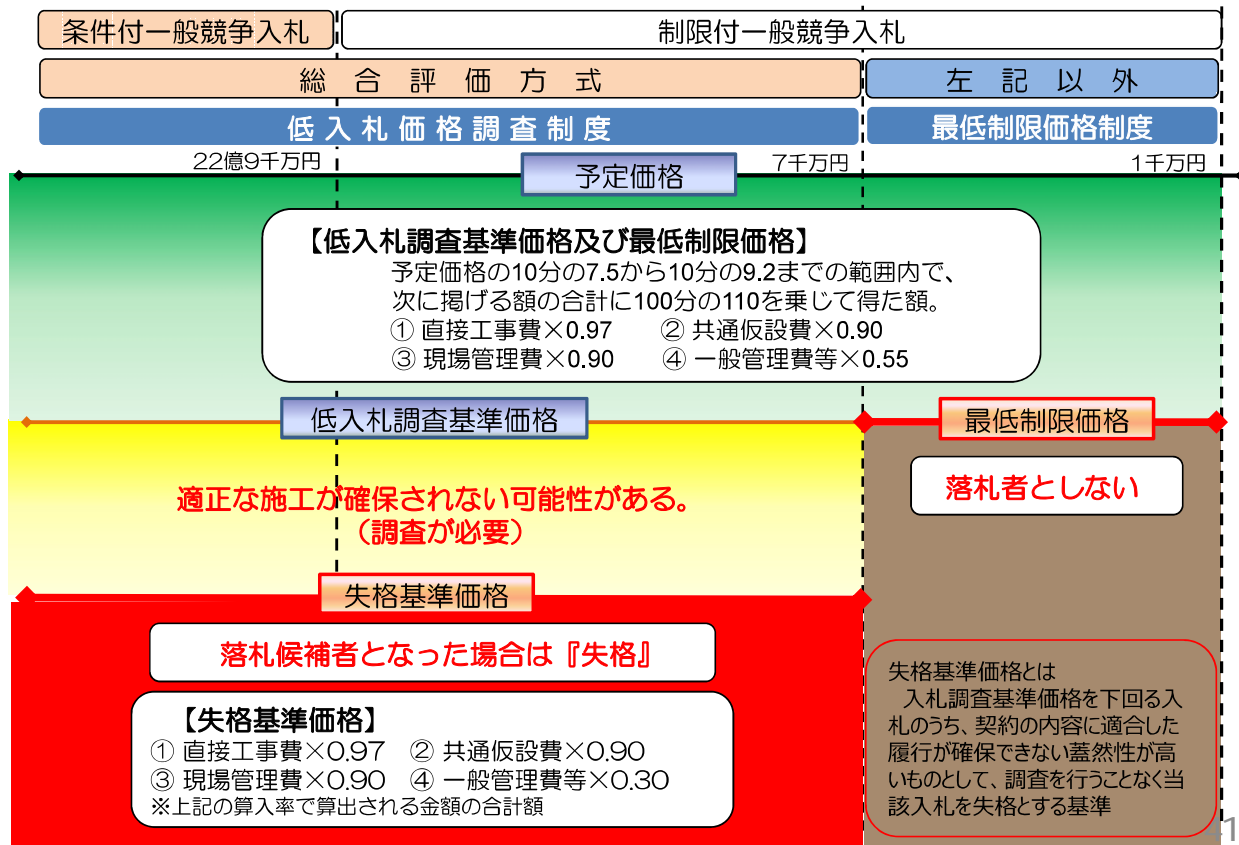 条件付一般競争入札
制限付一般競争入札
総合評価方式
左記以外
低入札価格調査制度
最低制限価格制度
22億9千万円
予定価格
7千万円
1千万円
【低入札調査基準価格及び最低制限価格】
予定価格の10分の7.5から10分の9.2までの範囲内で、
次に掲げる額の合計に100分の110を乗じて得た額。
① 直接工事費×0.97 ② 共通仮設費×0.90
③ 現場管理費×0.90 ④ 一般管理費等×0.55
低入札調査基準価格
最低制限価格
適正な施工が確保されない可能性がある。
（調査が必要）
落札者としない
失格基準価格
落札候補者となった場合は『失格』
【失格基準価格】
① 直接工事費×0.97 ② 共通仮設費×0.90
③ 現場管理費×0.90 ④ 一般管理費等×0.30
※上記の算入率で算出される金額の合計額
失格基準価格とは
入札調査基準価格を下回る入
札のうち、契約の内容に適合した
履行が確保できない蓋然性が高
いものとして、調査を行うことなく当
該入札を失格とする基準
41